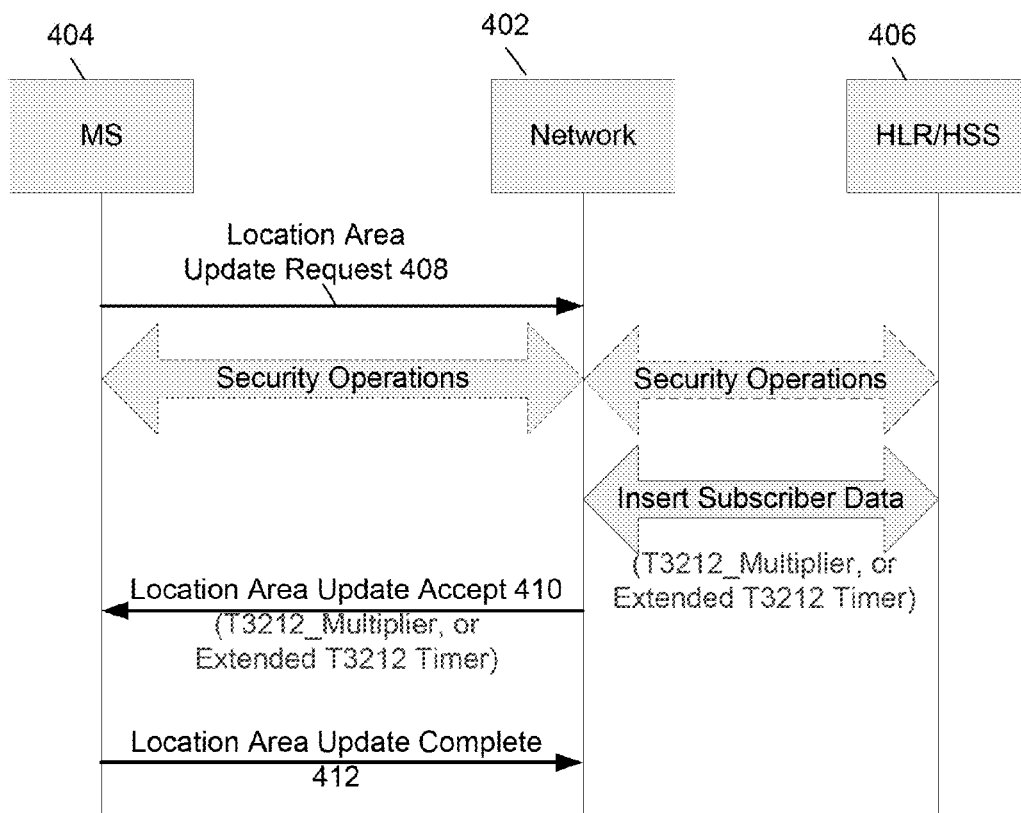 404
402
406
MS
Network
HLR/HSS
Location Area
Update Request 408
Security Operations
Security Operations
Insert Subscriber Data
(T3212_Multiplier, or
Extended T3212 Timer)
Location Area Update Accept 410
(T3212_Multiplier, or
Extended T3212 Timer)
Location Area Update Complete
412